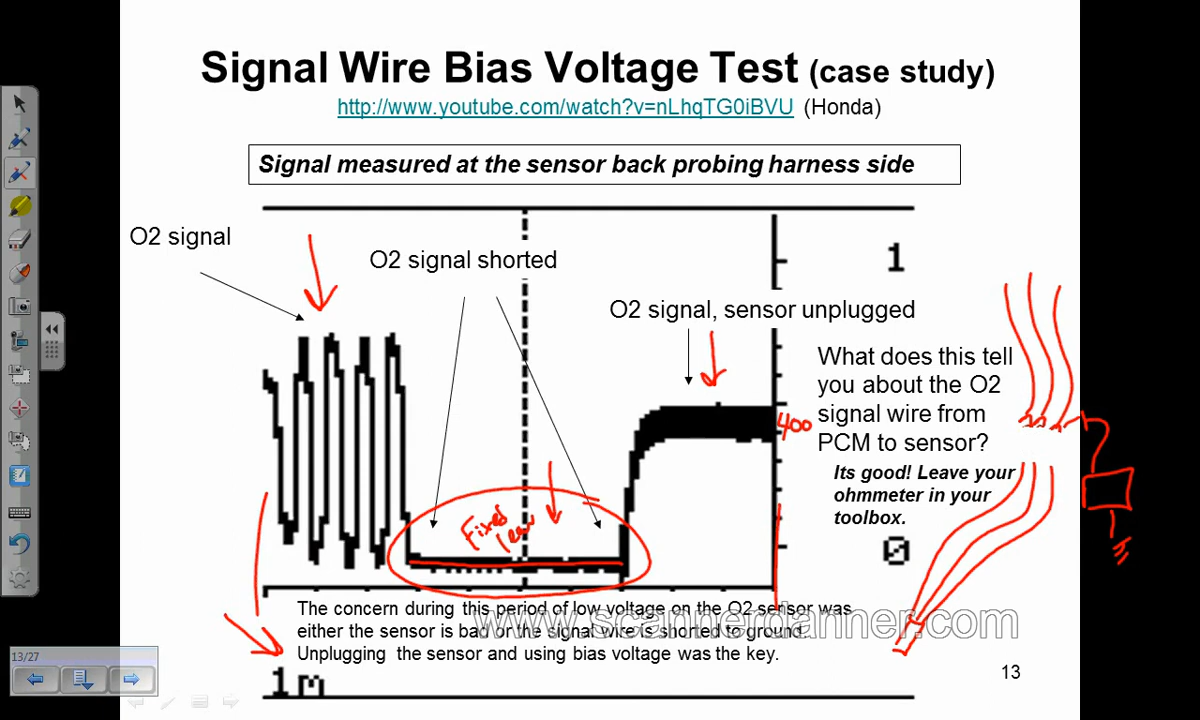 Signal Wire Bias Voltage Test (case study)
http://www.youtube.com/watch?v=nLhqTG0iBVU (Honda)
Signal measured at the sensor back probing harness side
O2 signal
O2 signal shorted
1
O2 signal, sensor unplugged
What does this tell
you about the O2
signal wire from
PCM to sensor?
400
Its good! Leave your
ohmmeter in your
toolbox.
Fixed
low
0
The concern during this period of low voltage on the O2 sensor was
either the sensor is bad or the signal wire is shorted to ground.
Unplugging the sensor and using bias voltage was the key.
www.scannerdanner.com
13/27
1m
13